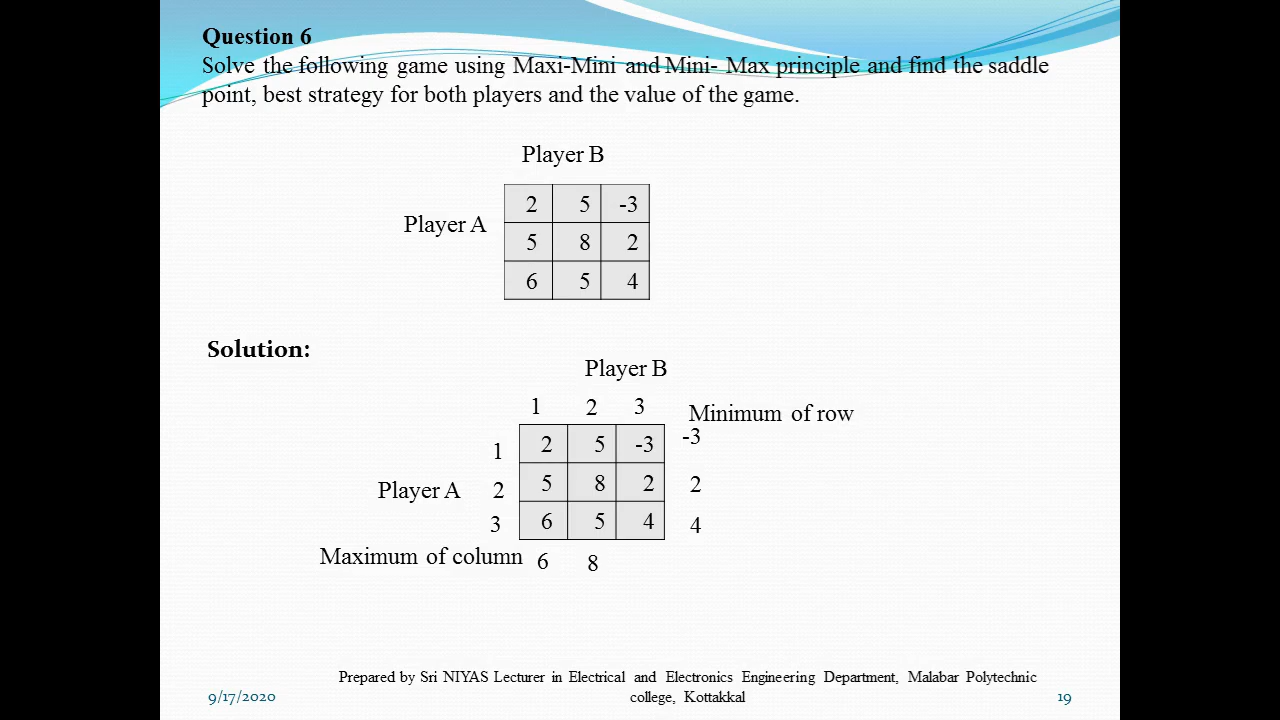 Question 6
Solve the following game using Maxi-Mini and Mini- Max principle and find the saddle
point, best strategy for both players and the value of the game.
Player B
Player A
2 5 -3
5 8 2
6 5 4
Solution:
Player B
1 2 3 Minimum of row
1 2 5 -3 -3
Player A 2 5 8 2 2
3 6 5 4 4
Maximum of column 6 8
Prepared by Sri NIYAS Lecturer in Electrical and Electronics Engineering Department, Malabar Polytechnic
college, Kottakkal
9/17/2020
19